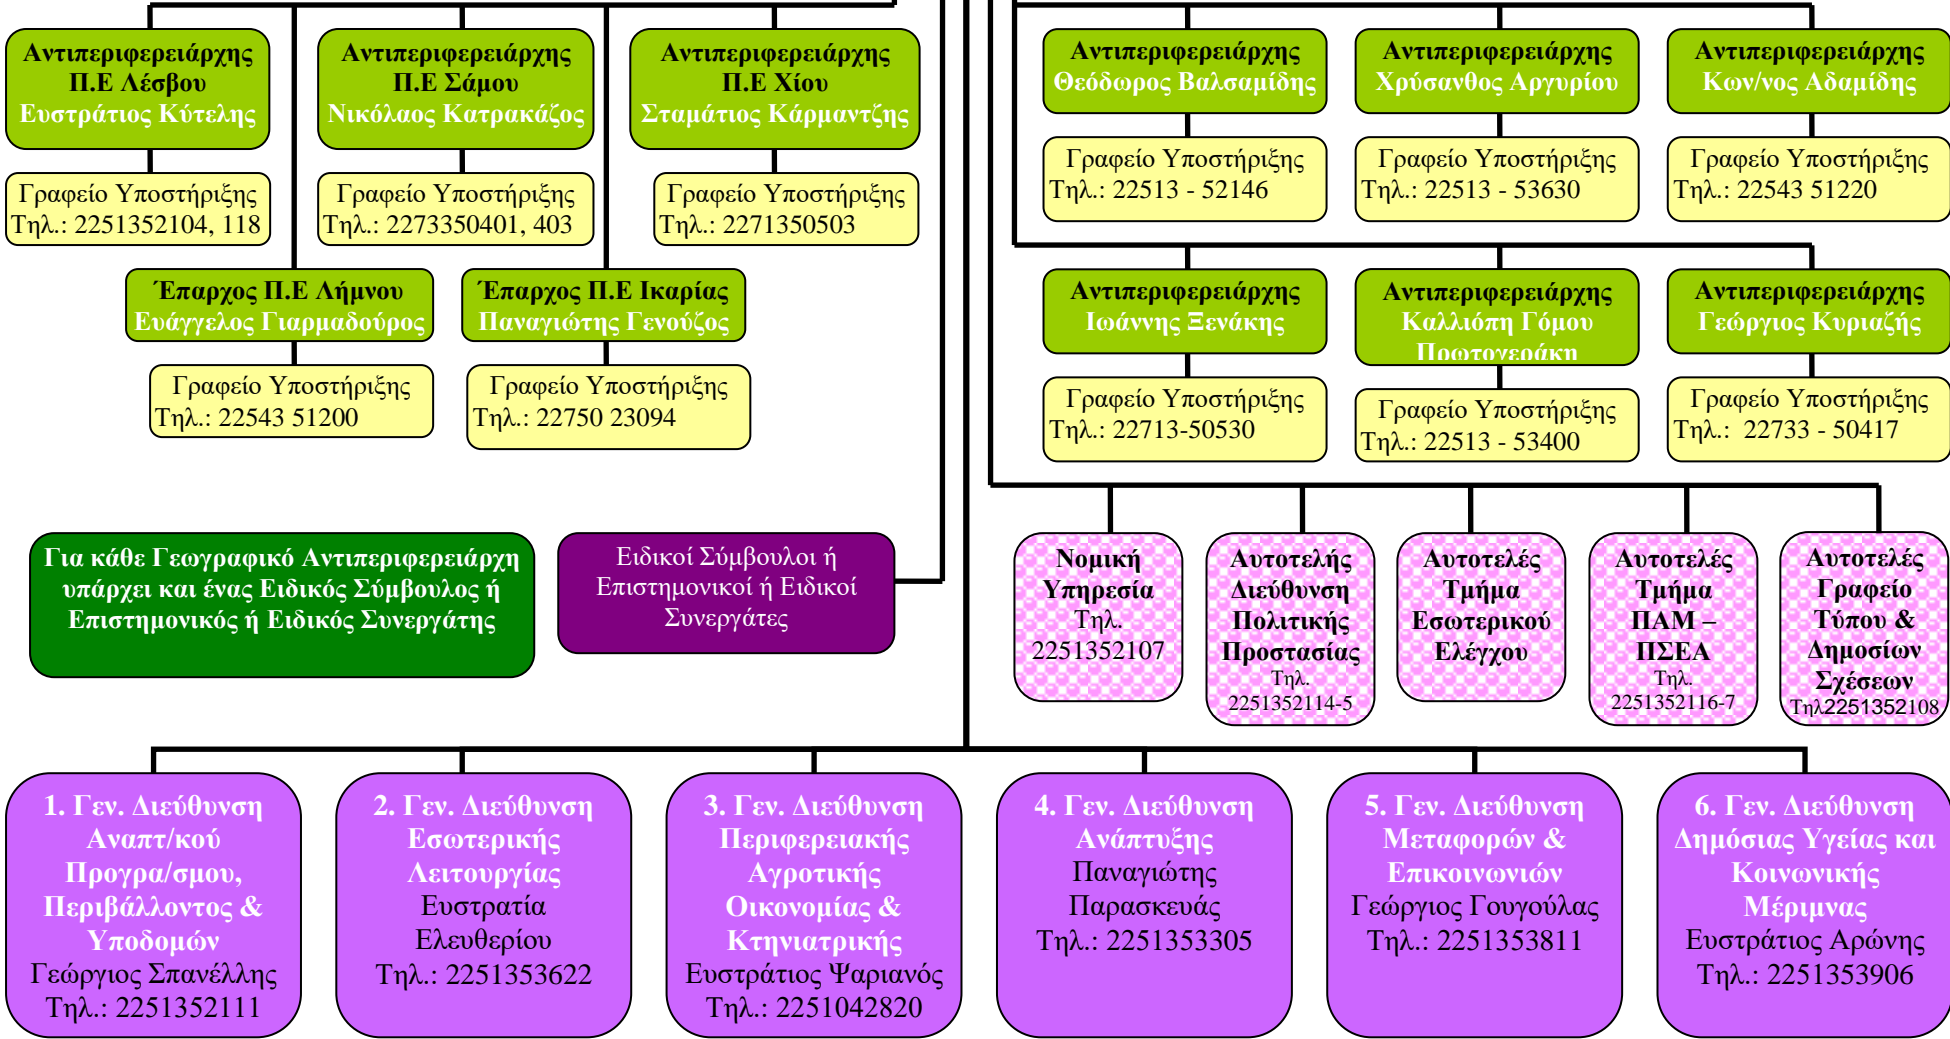 Αντιπεριφερειάρχης
Π.Ε Λέσβου
Ευστράτιος Κύτελης
Γραφείο Υποστήριξης
Τηλ.: 2251352104, 118
Αντιπεριφερειάρχης
Π.Ε Σάμου
Νικόλαος Κατρακάζος
Γραφείο Υποστήριξης
Τηλ.: 2273350401, 403
Αντιπεριφερειάρχης
Π.Ε Χίου
Σταμάτιος Κάρμαντζης
Γραφείο Υποστήριξης
Τηλ.: 2271350503
Έπαρχος Π.Ε Λήμνου
Ευάγγελος Γιαρμαδούρος
Γραφείο Υποστήριξης
Τηλ.: 22543 51200
Έπαρχος Π.Ε Ικαρίας
Παναγιώτης Γενούζος
Γραφείο Υποστήριξης
Τηλ.: 22750 23094
Αντιπεριφερειάρχης
Θεόδωρος Βαλσαμίδης
Γραφείο Υποστήριξης
Τηλ.: 22513 - 52146
Αντιπεριφερειάρχης
Χρύσανθος Αργυρίου
Γραφείο Υποστήριξης
Τηλ.: 22513 - 53630
Αντιπεριφερειάρχης
Κων/νος Αδαμίδης
Γραφείο Υποστήριξης
Τηλ.: 22543 51220
Αντιπεριφερειάρχης
Ιωάννης Ξενάκης
Γραφείο Υποστήριξης
Τηλ.: 22713-50530
Αντιπεριφερειάρχης
Καλλιόπη Γόμου
Πρωτογεράκη
Γραφείο Υποστήριξης
Τηλ.: 22513 - 53400
Αντιπεριφερειάρχης
Γεώργιος Κυριαζής
Γραφείο Υποστήριξης
Τηλ.: 22733 - 50417
Για κάθε Γεωγραφικό Αντιπεριφερειάρχη
υπάρχει και ένας Ειδικός Σύμβουλος ή
Επιστημονικός ή Ειδικός Συνεργάτης
Ειδικοί Σύμβουλοι ή
Επιστημονικοί ή Ειδικοί
Συνεργάτες
Νομική
Υπηρεσία
Τηλ.
2251352107
Αυτοτελής
Διεύθυνση
Πολιτικής
Προστασίας
Τηλ.
2251352114-5
Αυτοτελές
Τμήμα
Εσωτερικού
Ελέγχου
Αυτοτελές
Τμήμα
ΠΑΜ –
ΠΣΕΑ
Τηλ.
2251352116-7
Αυτοτελές
Γραφείο
Τύπου &
Δημοσίων
Σχέσεων
Τηλ2251352108
1. Γεν. Διεύθυνση
Αναπτ/κού
Προγρα/σμου,
Περιβάλλοντος &
Υποδομών
Γεώργιος Σπανέλλης
Τηλ.: 2251352111
2. Γεν. Διεύθυνση
Εσωτερικής
Λειτουργίας
Ευστρατία
Ελευθερίου
Τηλ.: 2251353622
3. Γεν. Διεύθυνση
Περιφερειακής
Αγροτικής
Οικονομίας &
Κτηνιατρικής
Ευστράτιος Ψαριανός
Τηλ.: 2251042820
4. Γεν. Διεύθυνση
Ανάπτυξης
Παναγιώτης
Παρασκευάς
Τηλ.: 2251353305
5. Γεν. Διεύθυνση
Μεταφορών &
Επικοινωνιών
Γεώργιος Γουγούλας
Τηλ.: 2251353811
6. Γεν. Διεύθυνση
Δημόσιας Υγείας και
Κοινωνικής
Μέριμνας
Ευστράτιος Αρώνης
Τηλ.: 2251353906